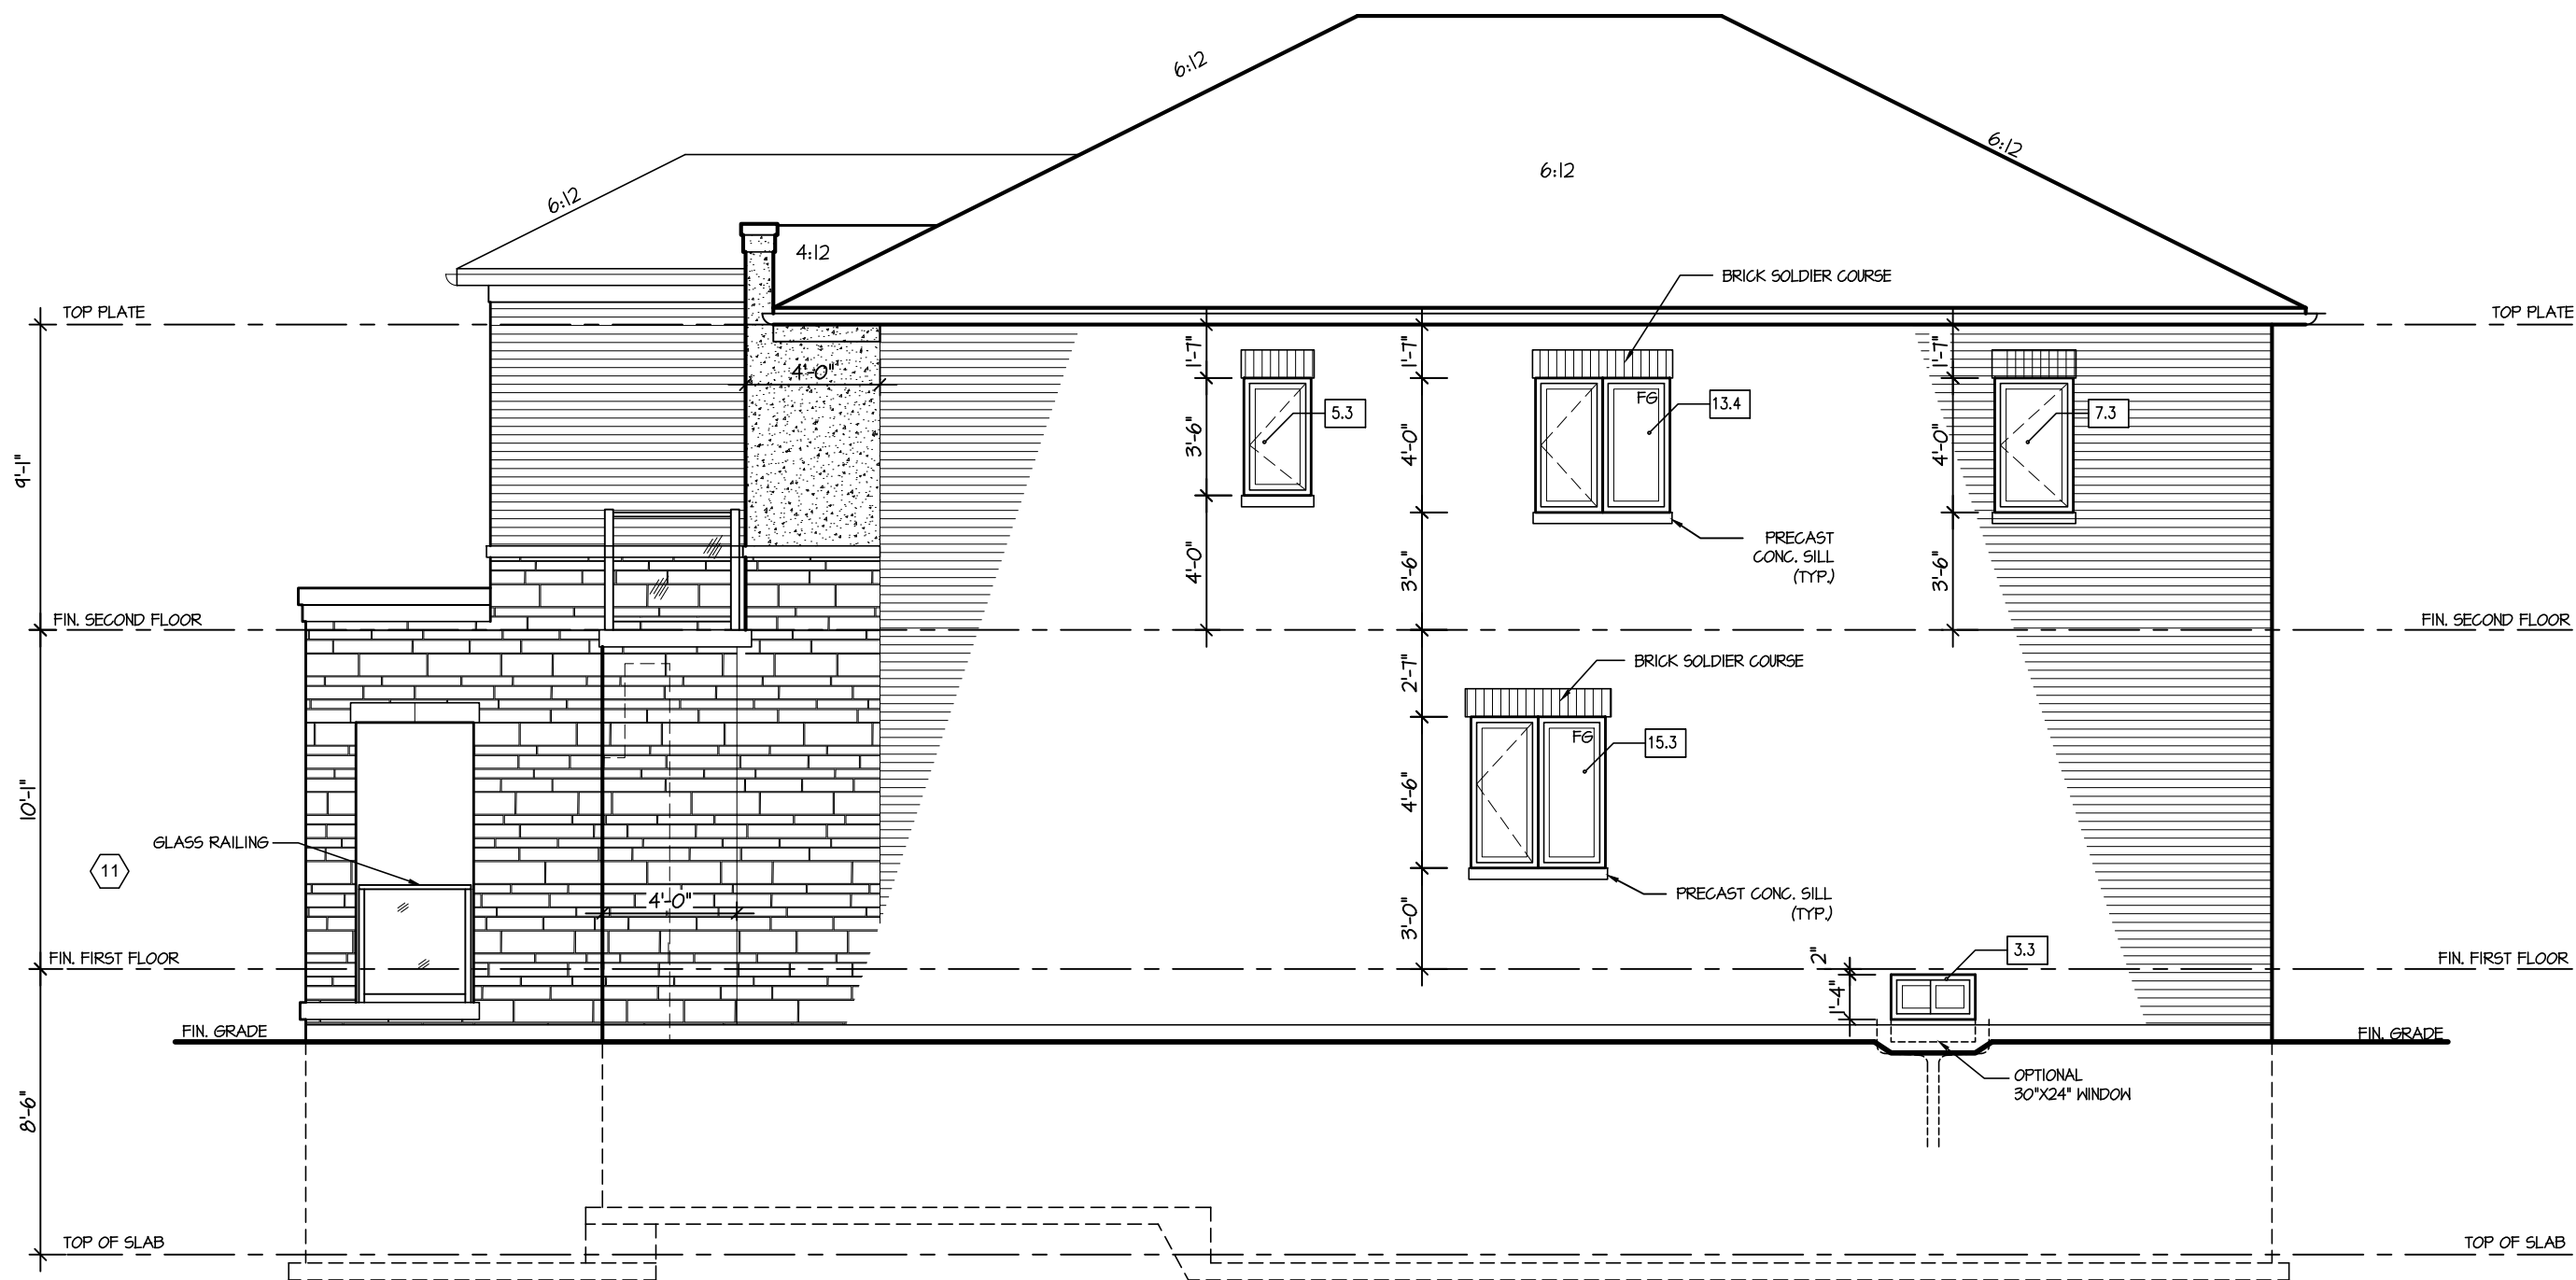 6:12
6:12
6:12
6:12
4:12
BRICK SOLDIER COURSE
TOP PLATE
TOP PLATE
1'-7"
1'-7"
1'-7"
4'-0"
5.3
FG
13.4
7.3
9'-1"
3'-6"
4'-0"
4'-0"
PRECAST
CONC. SILL
(TYP.)
4'-0"
3'-6"
3'-6"
FIN. SECOND FLOOR
FIN. SECOND FLOOR
BRICK SOLDIER COURSE
2'-7"
FG
15.3
10'-1"
4'-6"
GLASS RAILING
11
PRECAST CONC. SILL
(TYP.)
4'-0"
3'-0"
FIN. FIRST FLOOR
2"
3.3
FIN. FIRST FLOOR
1'-4"
FIN. GRADE
FIN. GRADE
OPTIONAL
30"X24" WINDOW
8'-6"
TOP OF SLAB
TOP OF SLAB